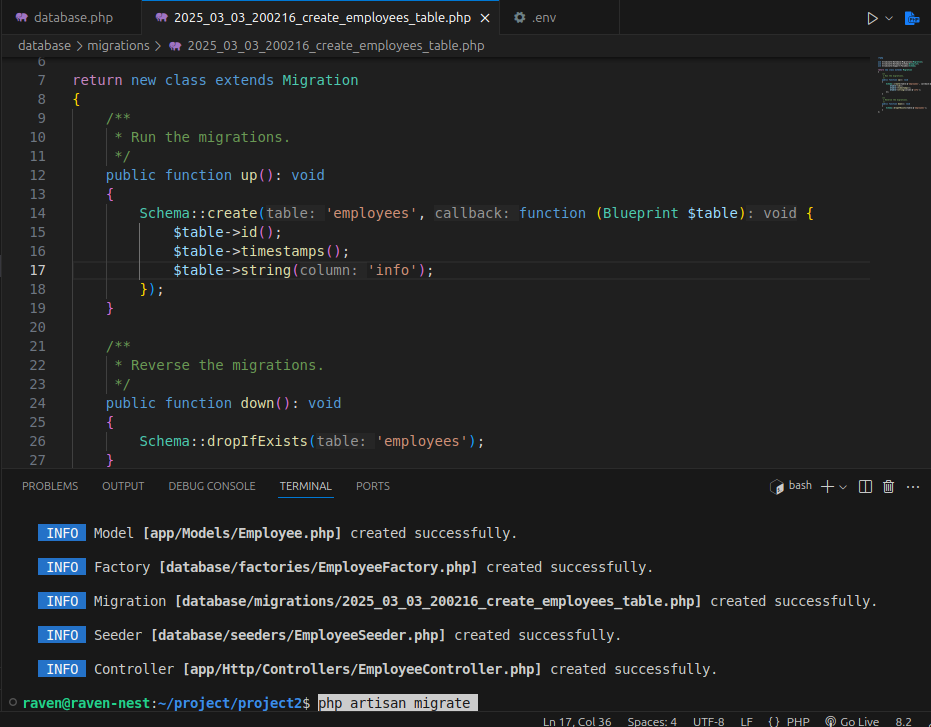 database.php 2025_03_03_200216_create_employees_table.php .env
database > migrations > 2025_03_03_200216_create_employees_table.php
6
7 return new class extends Migration
8 {
9 /**
10 * Run the migrations.
11 */
12 public function up(): void
13 {
14 Schema::create(table: 'employees', callback: function (Blueprint $table): void {
15 $table->id();
16 $table->timestamps();
17 $table->string(column: 'info');
18 });
19 }
20
21 /**
22 * Reverse the migrations.
23 */
24 public function down(): void
25 {
26 Schema::dropIfExists(table: 'employees');
27 }
PROBLEMS OUTPUT DEBUG CONSOLE TERMINAL PORTS bash
INFO Model [app/Models/Employee.php] created successfully.
INFO Factory [database/factories/EmployeeFactory.php] created successfully.
INFO Migration [database/migrations/2025_03_03_200216_create_employees_table.php] created successfully.
INFO Seeder [database/seeders/EmployeeSeeder.php] created successfully.
INFO Controller [app/Http/Controllers/EmployeeController.php] created successfully.
raven@raven-nest:~/project/project2$ php artisan migrate
Ln 17, Col 36 Spaces: 4 UTF-8 LF {} PHP Go Live 8.2